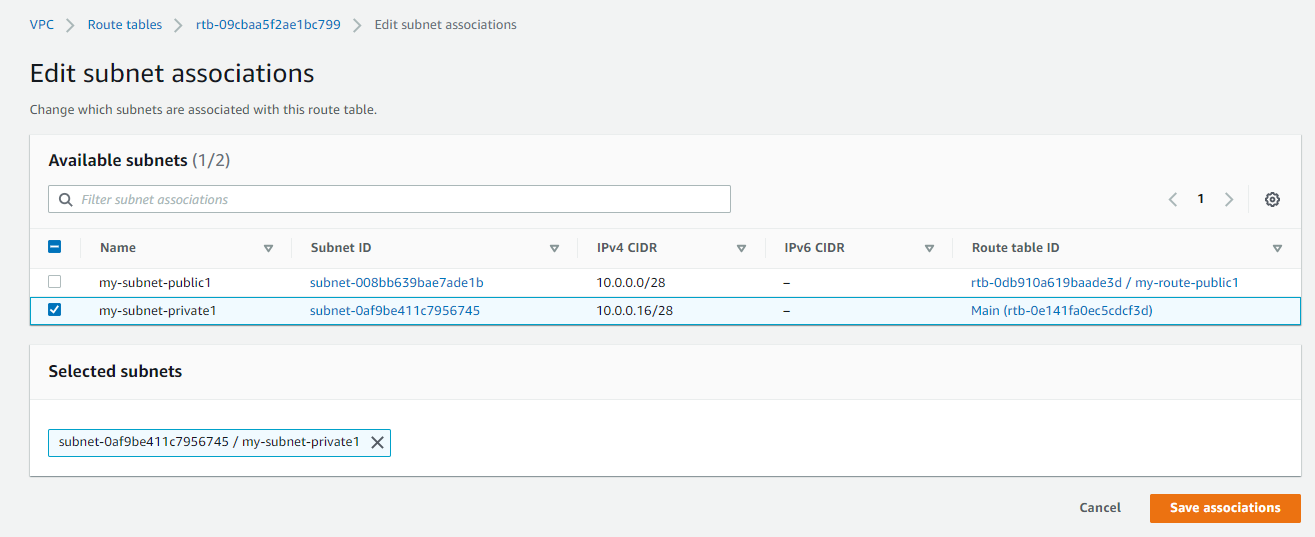 VPC > Route tables > rtb-09cbaa5f2ae1bc799 > Edit subnet associations
Edit subnet associations
Change which subnets are associated with this route table.
Available subnets (1/2)
Filter subnet associations
1
Name Subnet ID IPv4 CIDR IPv6 CIDR Route table ID
my-subnet-public1 subnet-008bb639bae7ade1b 10.0.0.0/28 – rtb-0db910a619baade3d / my-route-public1
my-subnet-private1 subnet-0af9be411c7956745 10.0.0.16/28 – Main (rtb-0e141fa0ec5cdcf3d)
Selected subnets
subnet-0af9be411c7956745 / my-subnet-private1
Cancel Save associations